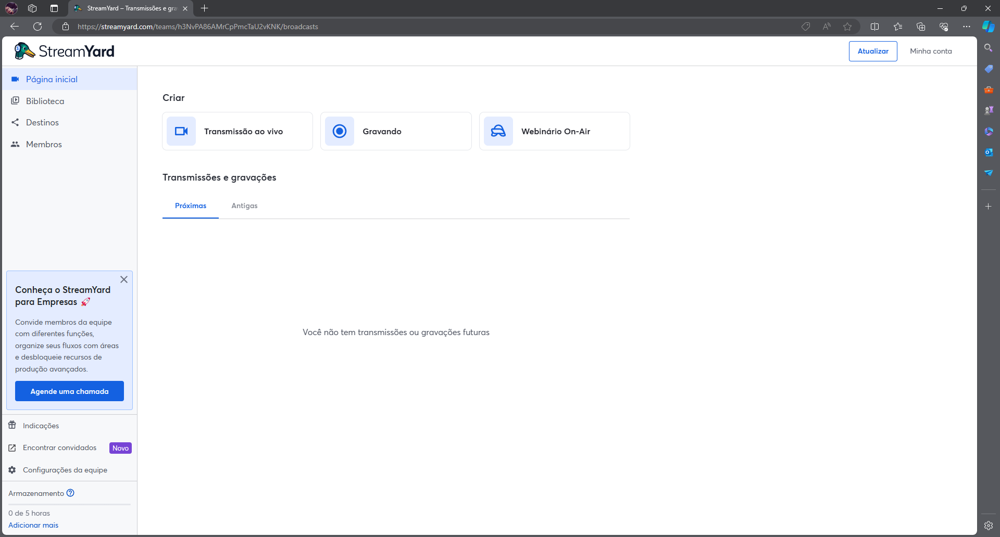 StreamYard – Transmissões e gra
https://streamyard.com/teams/h3NvPA86AMrCpPmcTaU2vKNK/broadcasts
StreamYard
Atualizar
Minha conta
Página inicial
Biblioteca
Destinos
Membros
Criar
Transmissão ao vivo
Gravando
Webinário On-Air
Transmissões e gravações
Próximas
Antigas
Você não tem transmissões ou gravações futuras
Conheça o StreamYard
para Empresas 🚀
Convide membros da equipe
com diferentes funções,
organize seus fluxos com áreas
e desbloqueie recursos de
produção avançados.
Agende uma chamada
Indicações
Encontrar convidados
Novo
Configurações da equipe
Armazenamento
0 de 5 horas
Adicionar mais